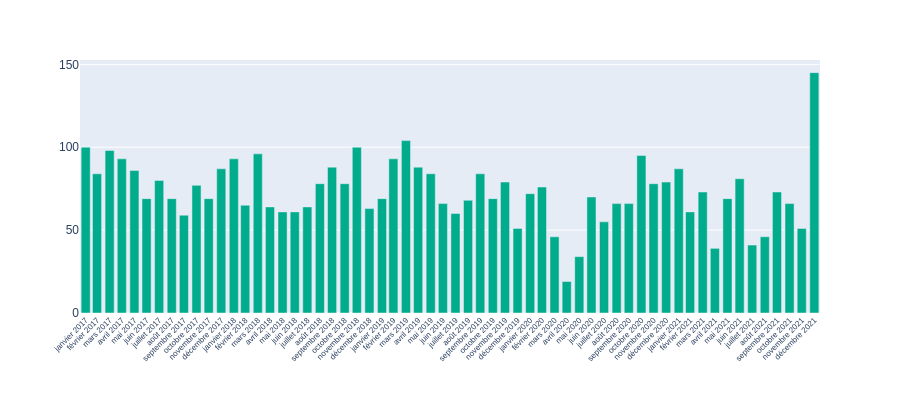 150
100
50
0
janvier 2017
février 2017
mars 2017
avril 2017
mai 2017
juin 2017
juillet 2017
août 2017
septembre 2017
octobre 2017
novembre 2017
décembre 2017
janvier 2018
février 2018
mars 2018
avril 2018
mai 2018
juin 2018
juillet 2018
août 2018
septembre 2018
octobre 2018
novembre 2018
décembre 2018
janvier 2019
février 2019
mars 2019
avril 2019
mai 2019
juin 2019
juillet 2019
août 2019
septembre 2019
octobre 2019
novembre 2019
décembre 2019
janvier 2020
février 2020
mars 2020
avril 2020
mai 2020
juin 2020
juillet 2020
août 2020
septembre 2020
octobre 2020
novembre 2020
décembre 2020
janvier 2021
février 2021
mars 2021
avril 2021
mai 2021
juin 2021
juillet 2021
août 2021
septembre 2021
octobre 2021
novembre 2021
décembre 2021